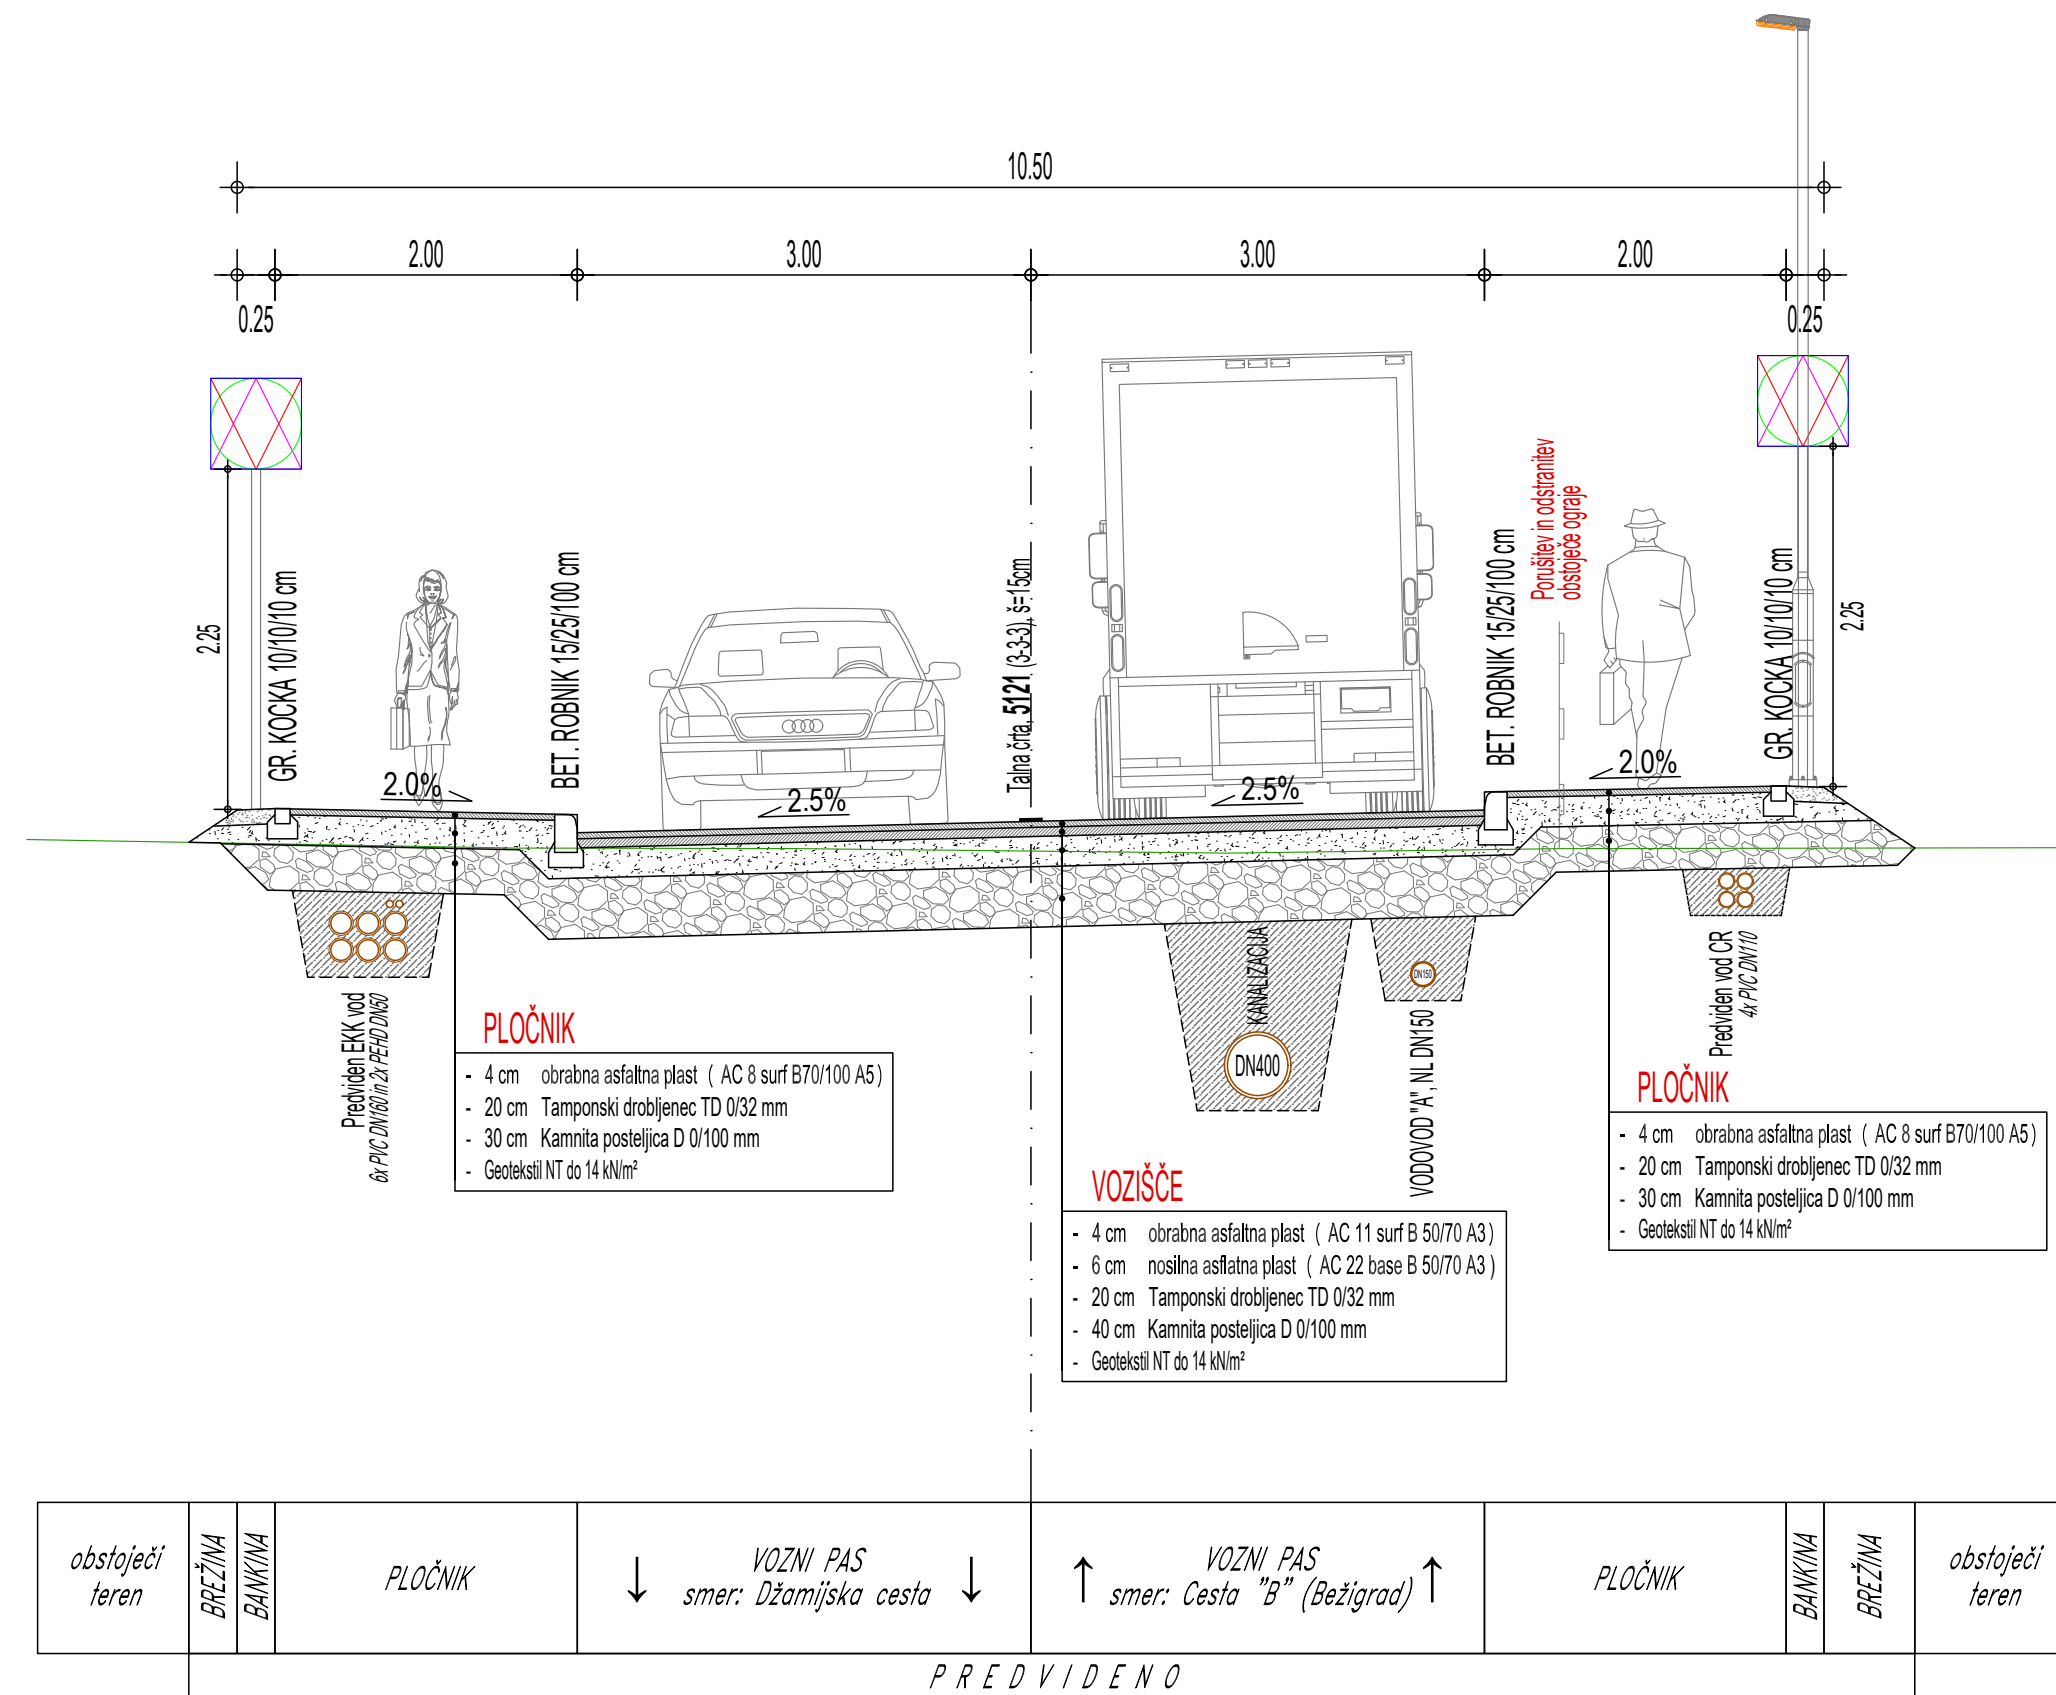 10.50
2.00
3.00
3.00
2.00
0.25
0.25
2.25
GR. KOCKA 10/10/10 cm
2.0%
BET. ROBNIK 15/25/100 cm
2.5%
Talna črta, 5121, (3-3-3), š=15cm
2.5%
BET. ROBNIK 15/25/100 cm
Porušitev in odstranitev
obstoječe ograje
2.0%
GR. KOCKA 10/10/10 cm
2.25
Predviden EKK vod
6x PVC DN160 in 2x PEHD DN50
KANALIZACIJA
DN400
DN150
VODOVOD "A", NL DN150
Predviden vod CR
4x PVC DN110
PLOČNIK
- 4 cm obrabna asfaltna plast ( AC 8 surf B70/100 A5 )
- 20 cm Tamponski drobljenec TD 0/32 mm
- 30 cm Kamnita posteljica D 0/100 mm
- Geotekstil NT do 14 kN/m²
VOZIŠČE
- 4 cm obrabna asfaltna plast ( AC 11 surf B 50/70 A3 )
- 6 cm nosilna asflatna plast ( AC 22 base B 50/70 A3 )
- 20 cm Tamponski drobljenec TD 0/32 mm
- 40 cm Kamnita posteljica D 0/100 mm
- Geotekstil NT do 14 kN/m²
PLOČNIK
- 4 cm obrabna asfaltna plast ( AC 8 surf B70/100 A5 )
- 20 cm Tamponski drobljenec TD 0/32 mm
- 30 cm Kamnita posteljica D 0/100 mm
- Geotekstil NT do 14 kN/m²
obstoječi
teren
BREŽINA
BANKINA
PLOČNIK
↓ VOZNI PAS ↓
smer: Džamijska cesta
↑ VOZNI PAS ↑
smer: Cesta "B" (Bežigrad)
PLOČNIK
BANKINA
BREŽINA
obstoječi
teren
PREDVIDENO